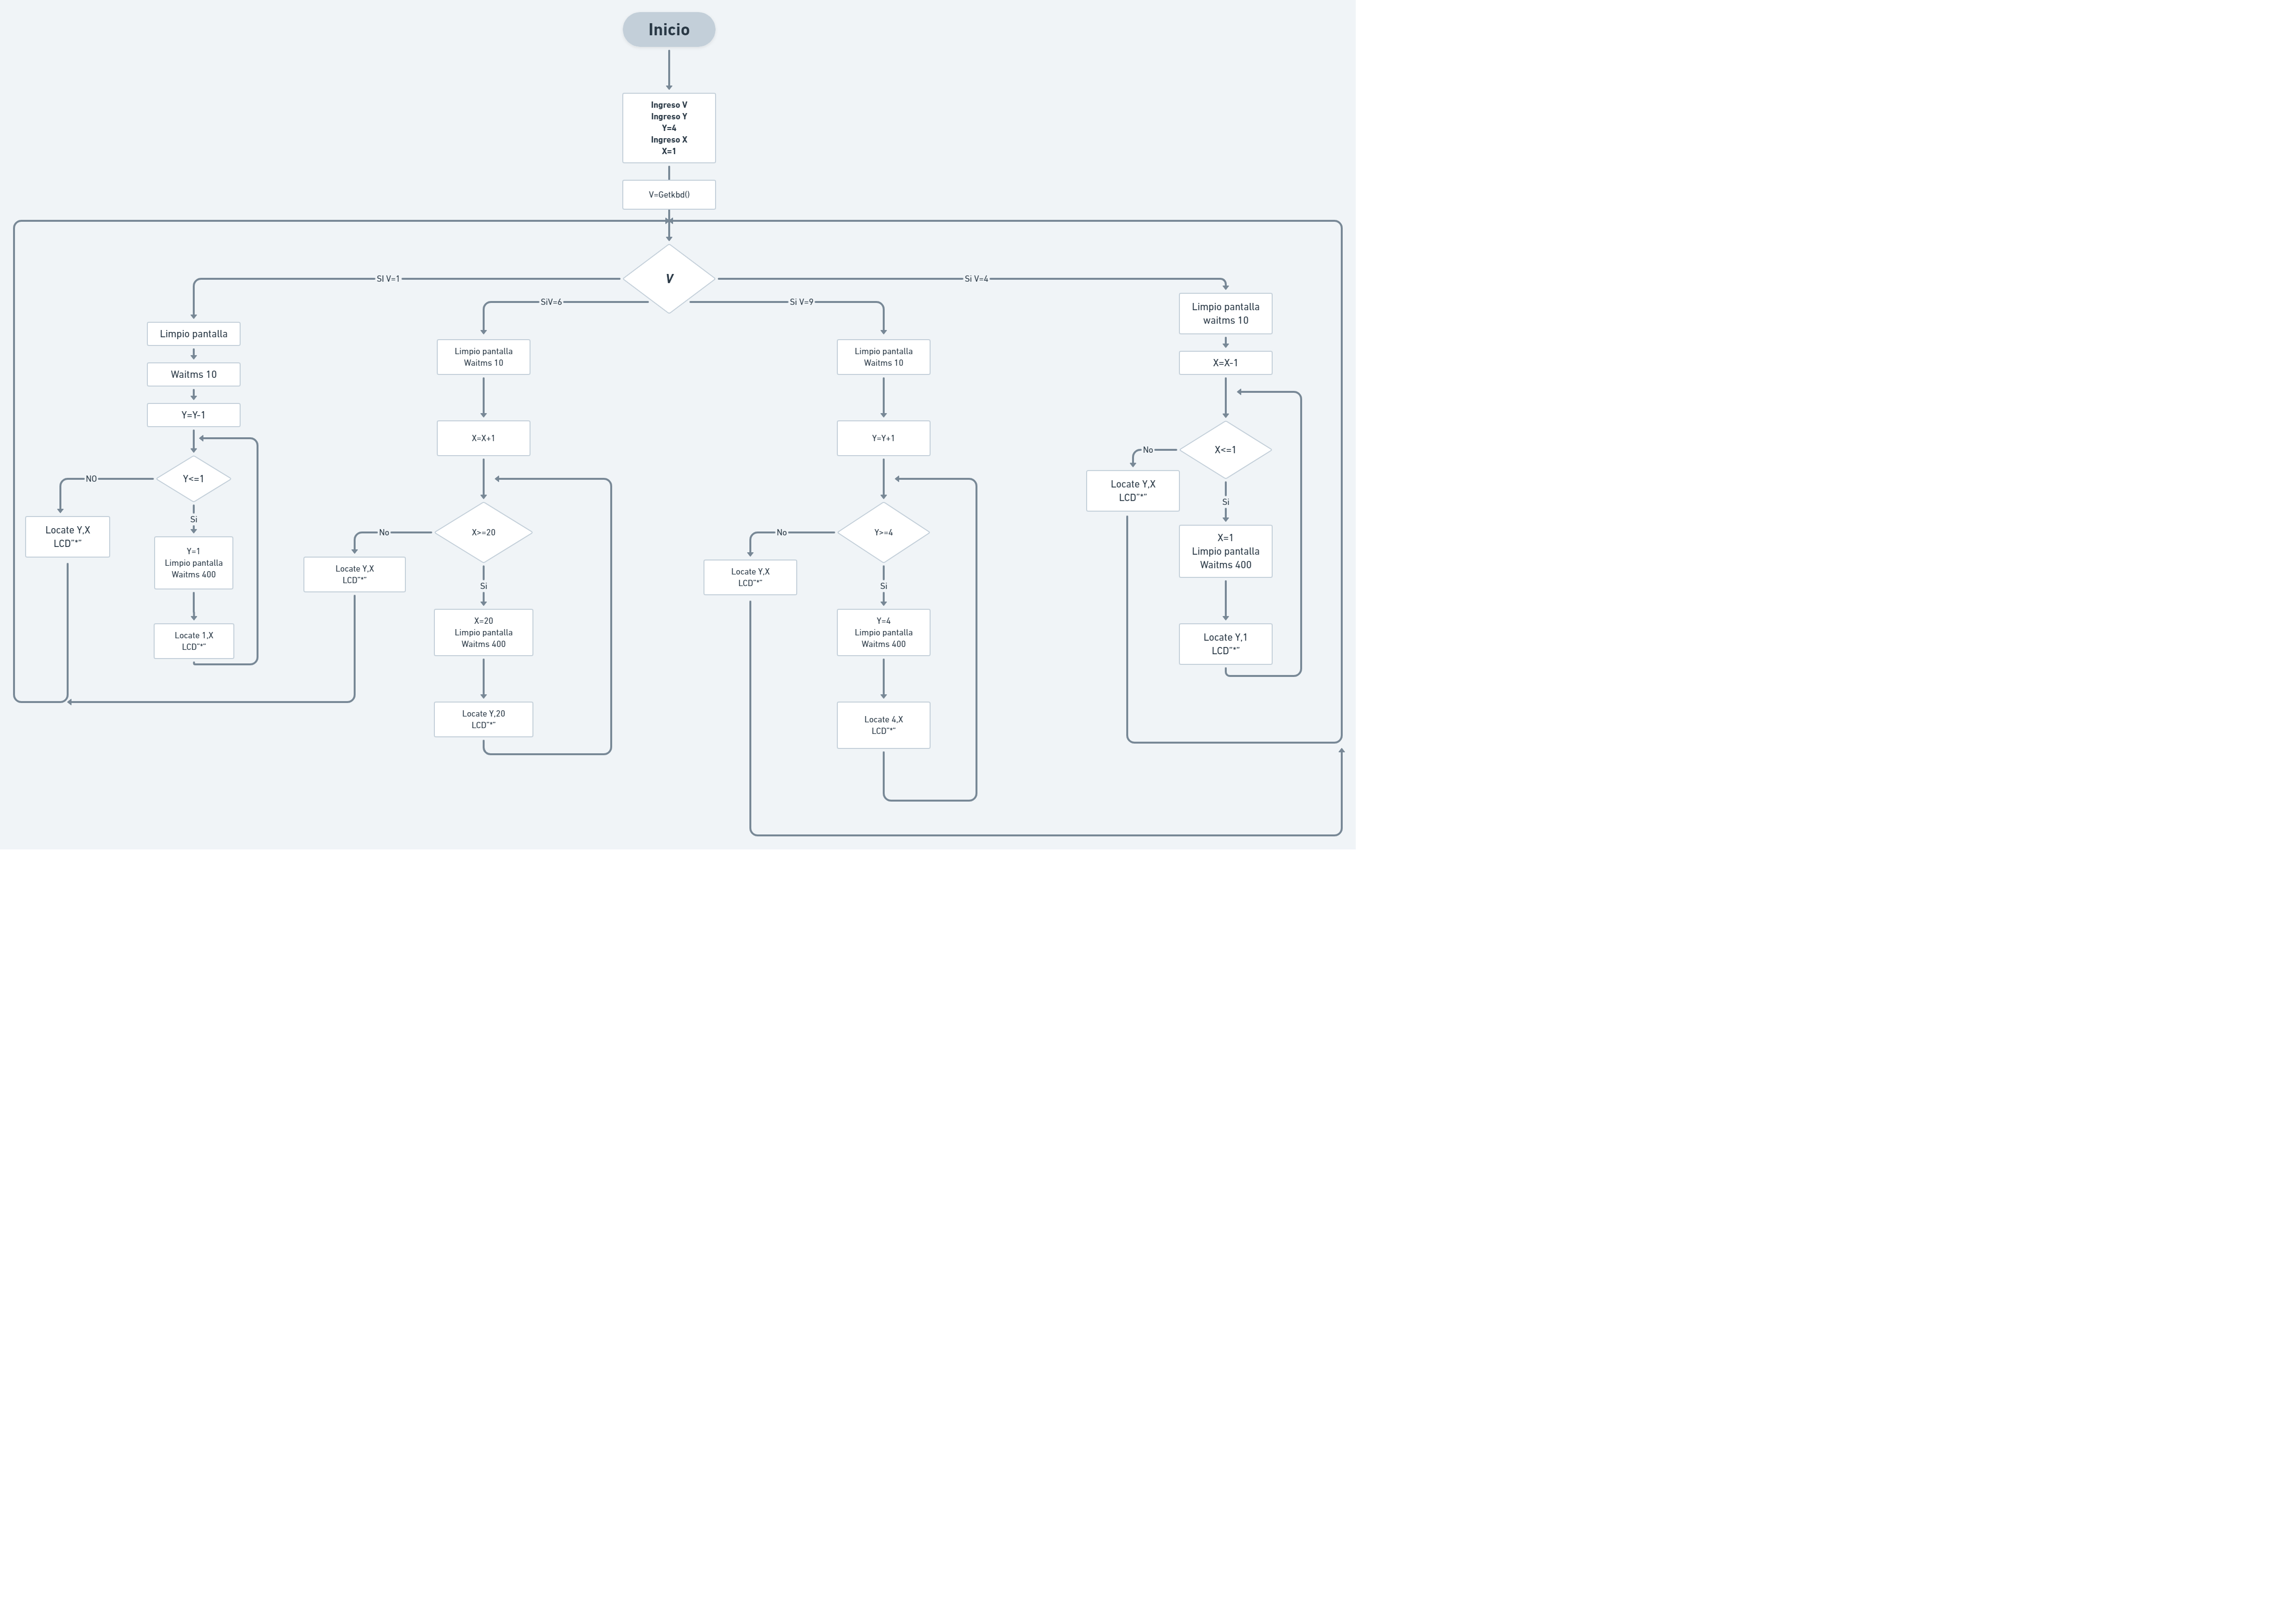 Inicio
Ingreso V
Ingreso Y
Y=4
Ingreso X
X=1
V=Getkbd()
V
SI V=1
Si V=4
SiV=6
Si V=9
Limpio pantalla
Waitms 10
Y=Y-1
Y<=1
NO
Si
Locate Y,X
LCD"*"
Y=1
Limpio pantalla
Waitms 400
Locate 1,X
LCD"*"
Limpio pantalla
Waitms 10
X=X+1
X>=20
No
Si
Locate Y,X
LCD"*"
X=20
Limpio pantalla
Waitms 400
Locate Y,20
LCD"*"
Limpio pantalla
Waitms 10
Y=Y+1
Y>=4
No
Si
Locate Y,X
LCD"*"
Y=4
Limpio pantalla
Waitms 400
Locate 4,X
LCD"*"
Limpio pantalla
waitms 10
X=X-1
X<=1
No
Si
Locate Y,X
LCD"*"
X=1
Limpio pantalla
Waitms 400
Locate Y,1
LCD"*"